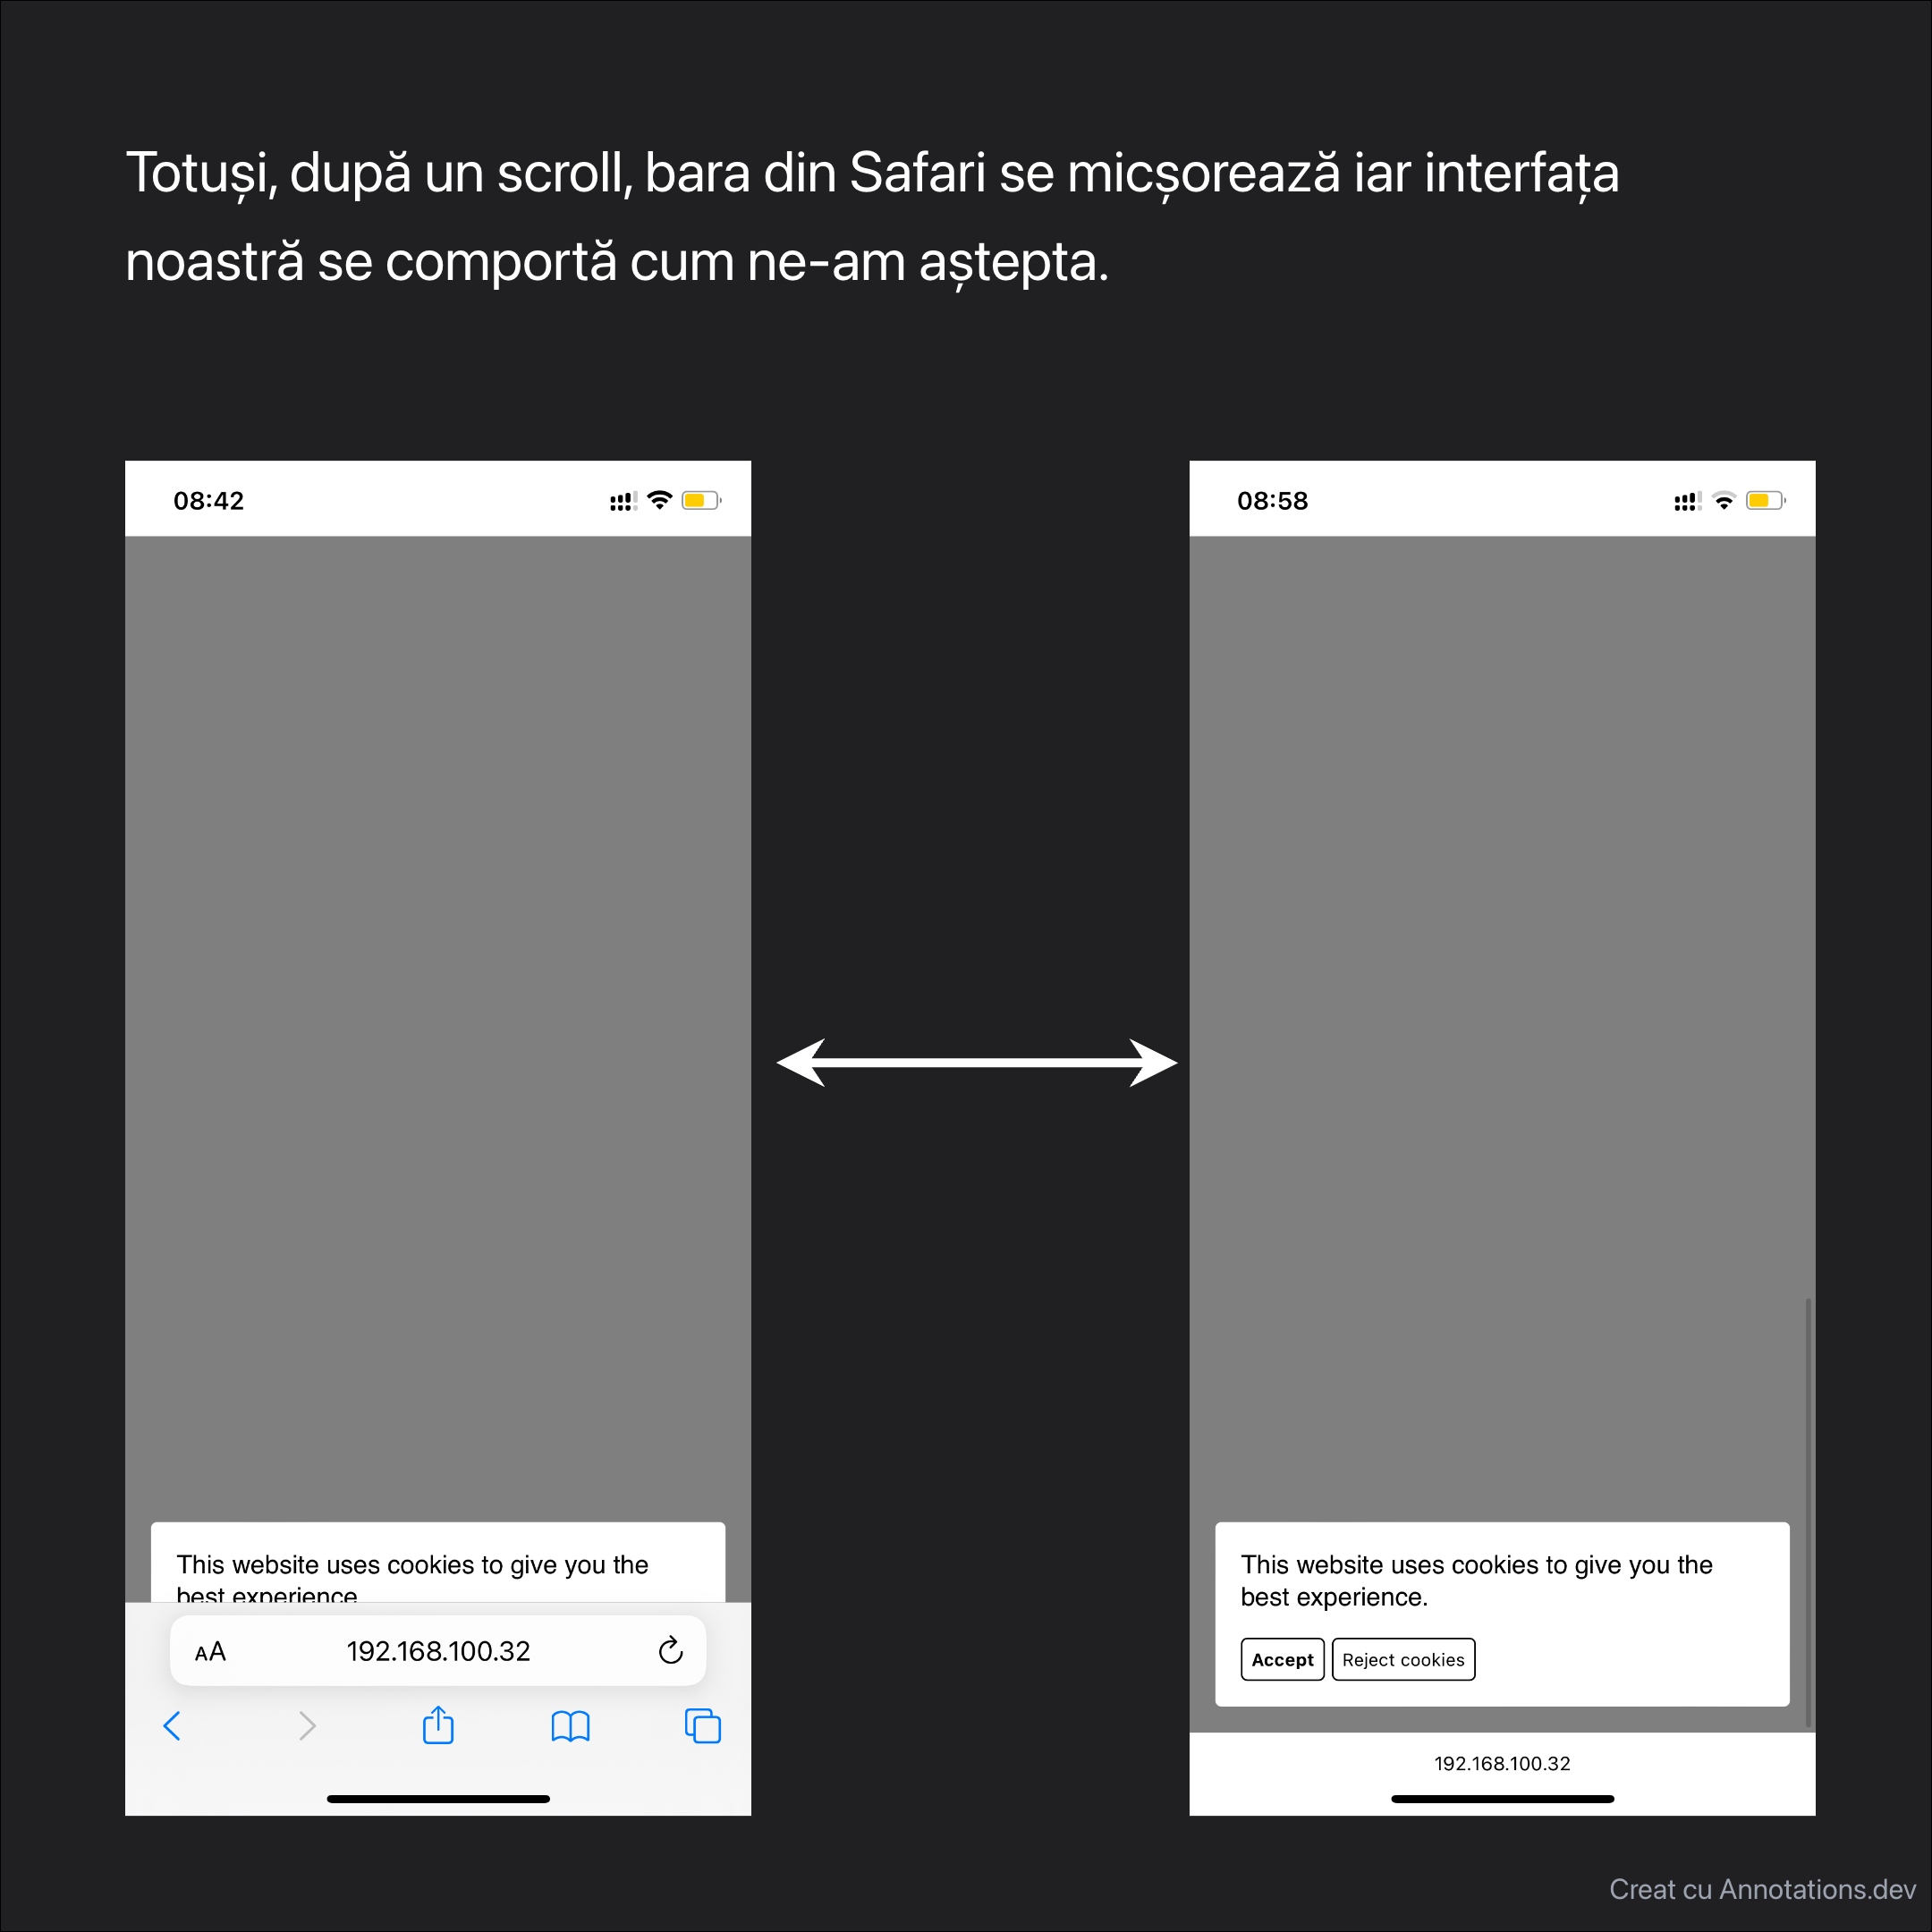 Totuși, după un scroll, bara din Safari se micșorează iar interfața
noastră se comportă cum ne-am aștepta.
08:42
This website uses cookies to give you the
best experience
AA 192.168.100.32
08:58
This website uses cookies to give you the
best experience.
Accept Reject cookies
192.168.100.32
Creat cu Annotations.dev